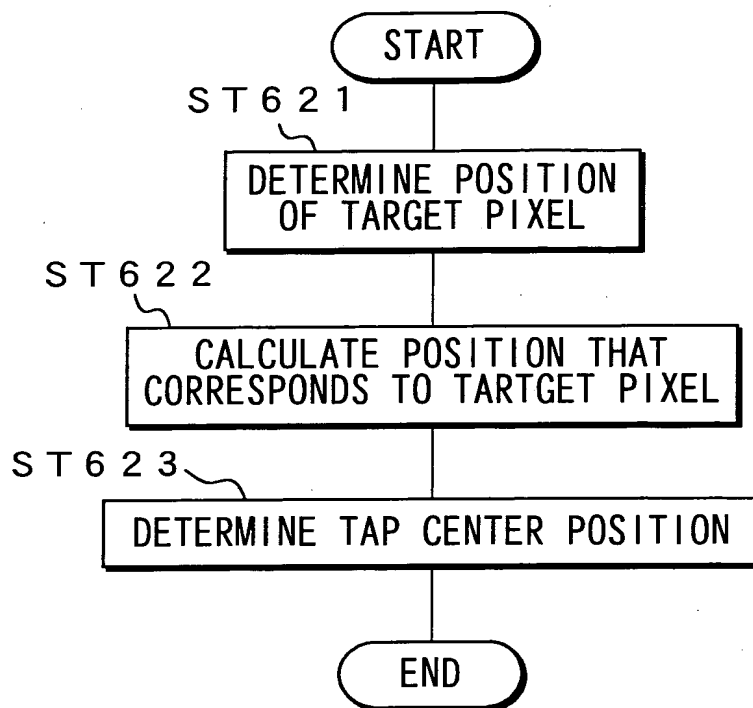 START
ST621
DETERMINE POSITION
OF TARGET PIXEL
ST622
CALCULATE POSITION THAT
CORRESPONDS TO TARTGET PIXEL
ST623
DETERMINE TAP CENTER POSITION
END